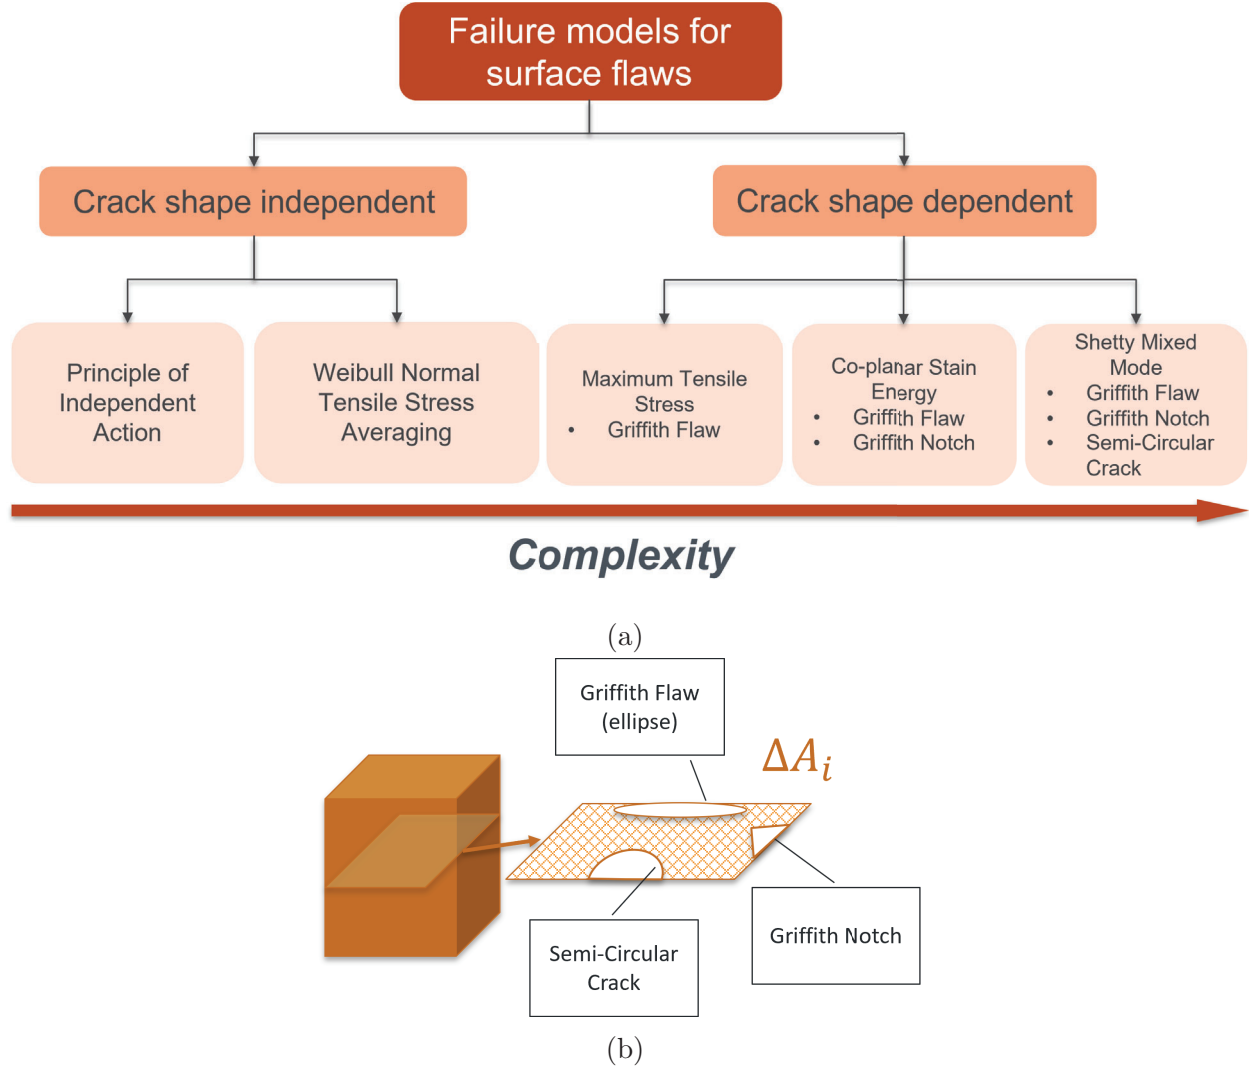 Failure models for
surface flaws
Crack shape independent
Crack shape dependent
Principle of
Independent
Action
Weibull Normal
Tensile Stress
Averaging
Maximum Tensile
Stress
• Griffith Flaw
Co-planar Stain
Energy
• Griffith Flaw
• Griffith Notch
Shetty Mixed
Mode
• Griffith Flaw
• Griffith Notch
• Semi-Circular
Crack
Complexity
(a)
Griffith Flaw
(ellipse)
ΔAᵢ
Semi-Circular
Crack
Griffith Notch
(b)